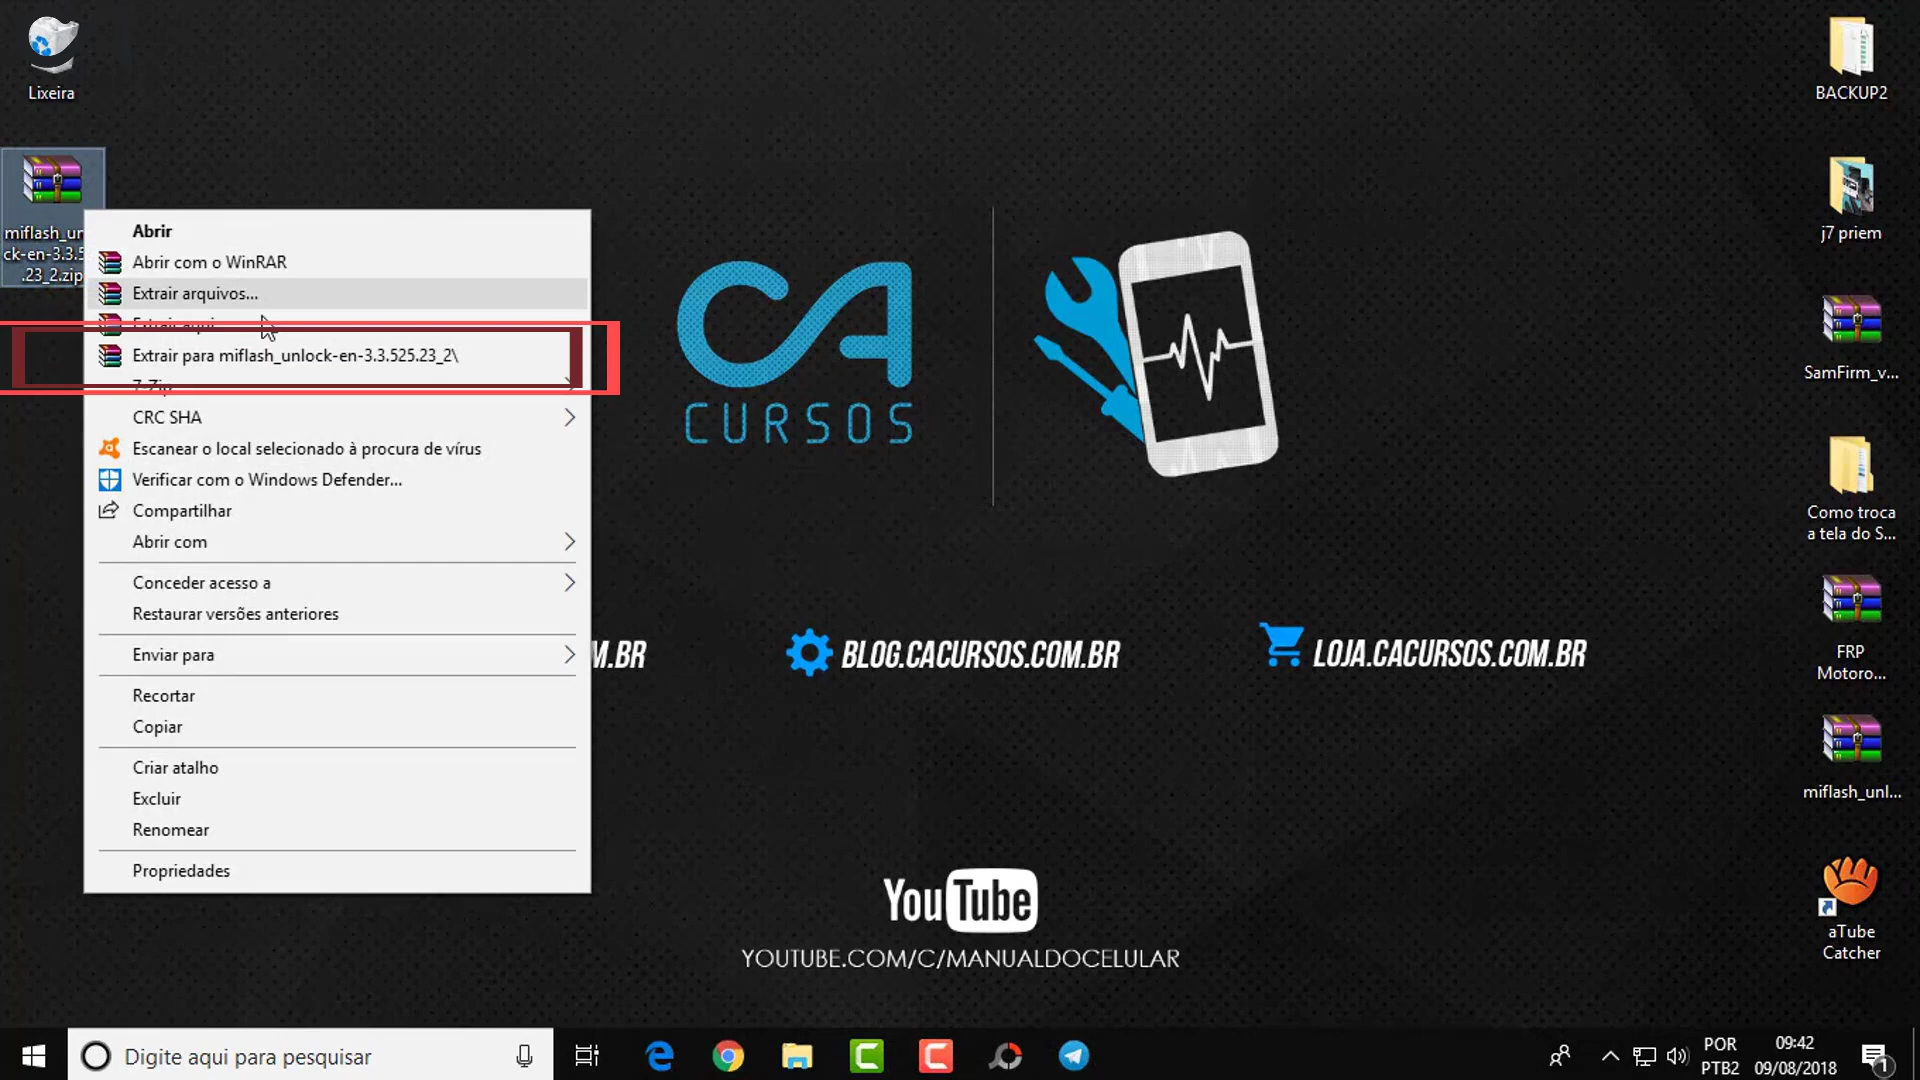 Lixeira
miflash_un
ck-en-3.3.5
.23_2.zip
Abrir
Abrir com o WinRAR
Extrair arquivos...
Extrair aqui
Extrair para miflash_unlock-en-3.3.525.23_2\
7-Zip
CRC SHA
Escanear o local selecionado à procura de vírus
Verificar com o Windows Defender...
Compartilhar
Abrir com
Conceder acesso a
Restaurar versões anteriores
Enviar para
Recortar
Copiar
Criar atalho
Excluir
Renomear
Propriedades
CA
CURSOS
M.BR
BLOG.CACURSOS.COM.BR
LOJA.CACURSOS.COM.BR
YouTube
YOUTUBE.COM/C/MANUALDOCELULAR
BACKUP2
j7 priem
SamFirm_v...
Como troca
a tela do S...
FRP
Motoro...
miflash_unl...
aTube
Catcher
Digite aqui para pesquisar
POR
PTB2
09:42
09/08/2018
1